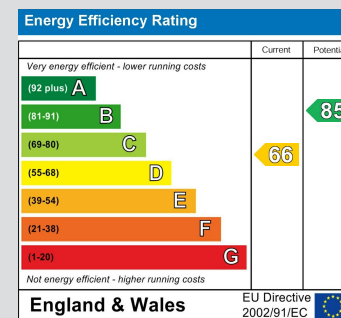 Energy Efficiency Rating
Current
Very energy efficient - lower running costs
(92 plus) A
(81-91) B
85
(69-80) C
66
(55-68) D
(39-54) E
(21-38) F
(1-20) G
Not energy efficient - higher running costs
England & Wales
EU Directive
2002/91/EC